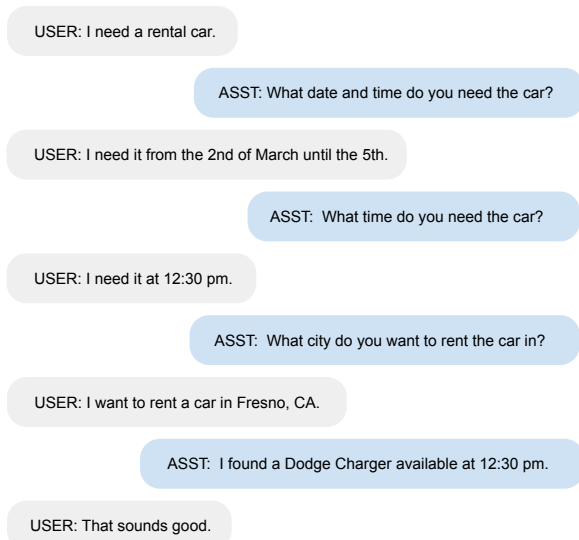 USER: I need a rental car.
ASST: What date and time do you need the car?
USER: I need it from the 2nd of March until the 5th.
ASST: What time do you need the car?
USER: I need it at 12:30 pm.
ASST: What city do you want to rent the car in?
USER: I want to rent a car in Fresno, CA.
ASST: I found a Dodge Charger available at 12:30 pm.
USER: That sounds good.